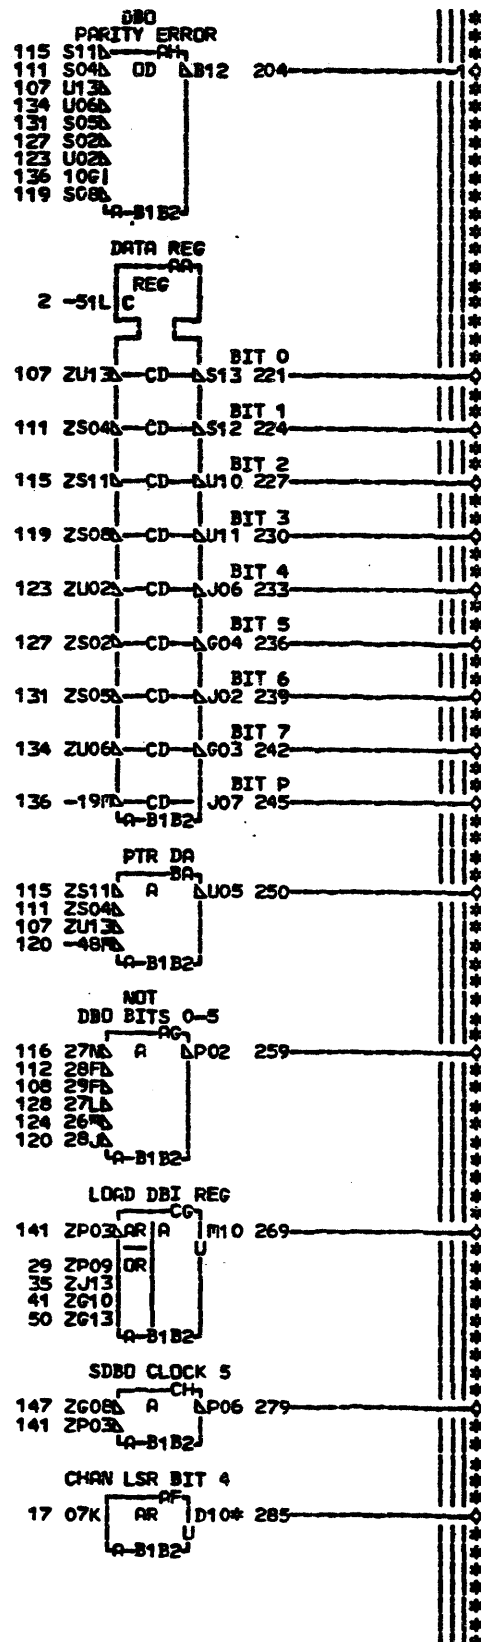 DBO
PARITY ERROR
AH
115 S11 OD B12 204
111 S04
107 U13
134 U06
131 S05
127 S02
123 U02
136 10G
119 S08
A-B1B2
DATA REG
AA
REG
2 -51L C
BIT 0
107 ZU13 CD S13 221
BIT 1
111 ZS04 CD S12 224
BIT 2
115 ZS11 CD U10 227
BIT 3
119 ZS08 CD U11 230
BIT 4
123 ZU02 CD J06 233
BIT 5
127 ZS02 CD G04 236
BIT 6
131 ZS05 CD J02 239
BIT 7
134 ZU06 CD G03 242
BIT P
136 -19M CD J07 245
A-B1B2
PTR DA
BA
115 ZS11 A U05 250
111 ZS04
107 ZU13
120 -48M
A-B1B2
NOT
DBO BITS 0-5
AG
116 27N A P02 259
112 28F
108 29F
128 27L
124 26M
120 28J
A-B1B2
LOAD DBI REG
CG
141 ZP03 AR A M10 269
U
29 ZP09 OR
35 ZJ13
41 ZG10
50 ZG13
A-B1B2
SDBO CLOCK 5
CH
147 ZG08 A P06 279
141 ZP03
A-B1B2
CHAN LSR BIT 4
AF
17 07K AR D10* 285
U
A-B1B2